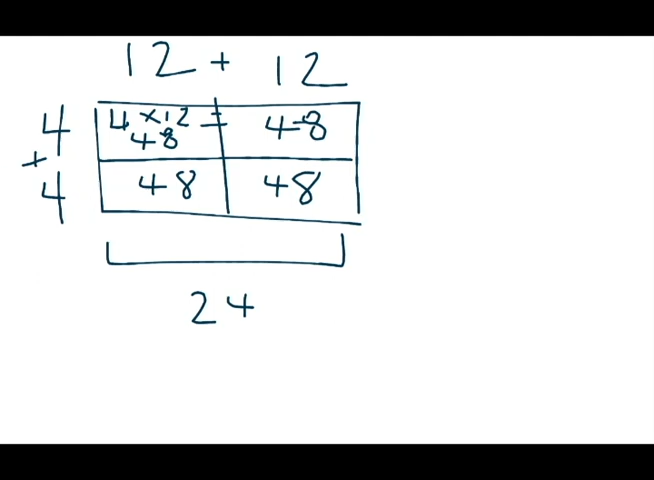 12 + 12
4 4 × 12 = 48
48
+
4 48 48
24